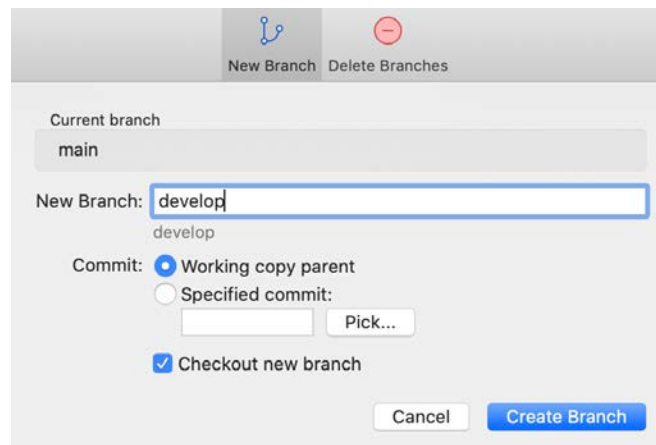 New Branch Delete Branches
Current branch
main
New Branch: develop
develop
Commit: Working copy parent
Specified commit:
Pick...
Checkout new branch
Cancel Create Branch